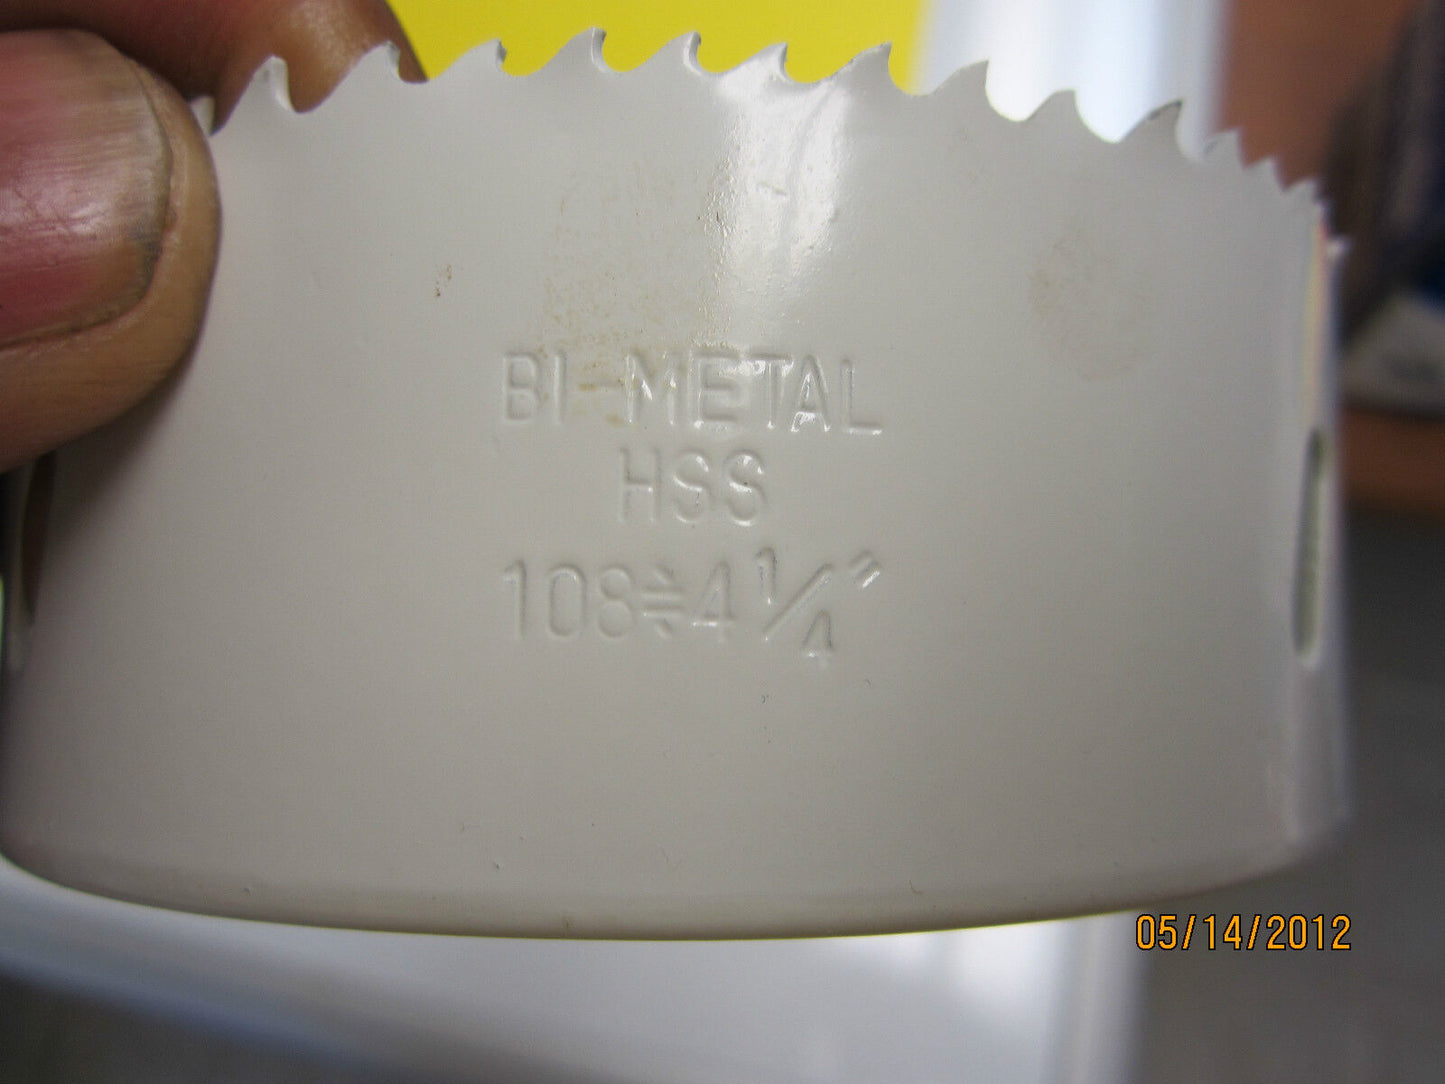 BI-METAL
HSS
108≑4 1/4"
05/14/2012